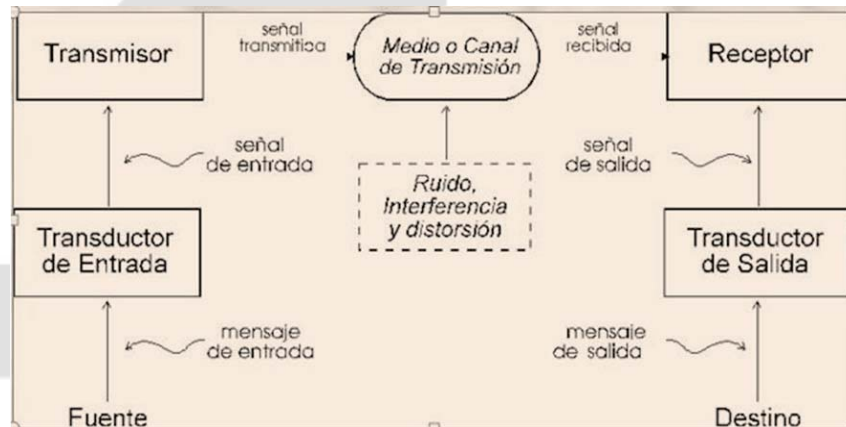 Transmisor
señal
transmitica
Medio o Canal
de Transmisión
señal
recibida
Receptor
señal
de entrada
Ruido,
Interferencia
y distorsión
señal
de salida
Transductor
de Entrada
Transductor
de Salida
mensaje
de entrada
mensaje
de salida
Fuente
Destino